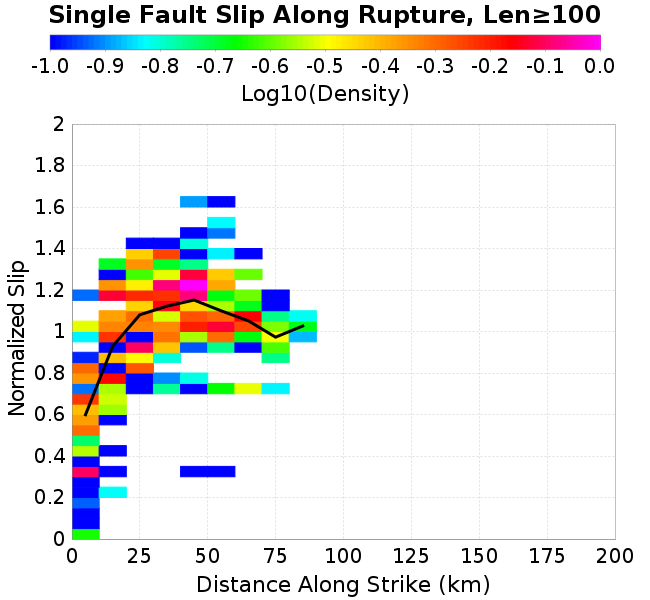 Single Fault Slip Along Rupture, Len≥100
-1.0 -0.9 -0.8 -0.7 -0.6 -0.5 -0.4 -0.3 -0.2 -0.1 0.0
Log10(Density)
2
1.8
1.6
1.4
1.2
1
0.8
0.6
0.4
0.2
0
Normalized Slip
0 25 50 75 100 125 150 175 200
Distance Along Strike (km)